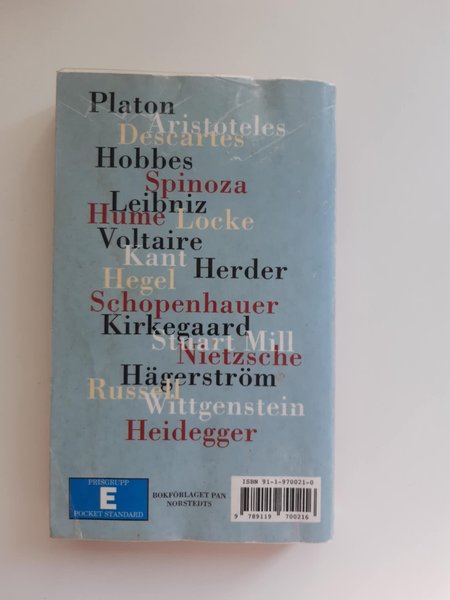 Platon
Aristoteles
Descartes
Hobbes
Spinoza
Leibniz
Hume Locke
Voltaire
Kant Herder
Hegel
Schopenhauer
Kirkegaard
Stuart Mill
Nietzsche
Hägerström
Russell
Wittgenstein
Heidegger
PRISGRUPP
E
POCKET STANDARD
BOKFÖRLAGET PAN
NORSTEDTS
ISBN 91-1-970021-0
9 789119 700216